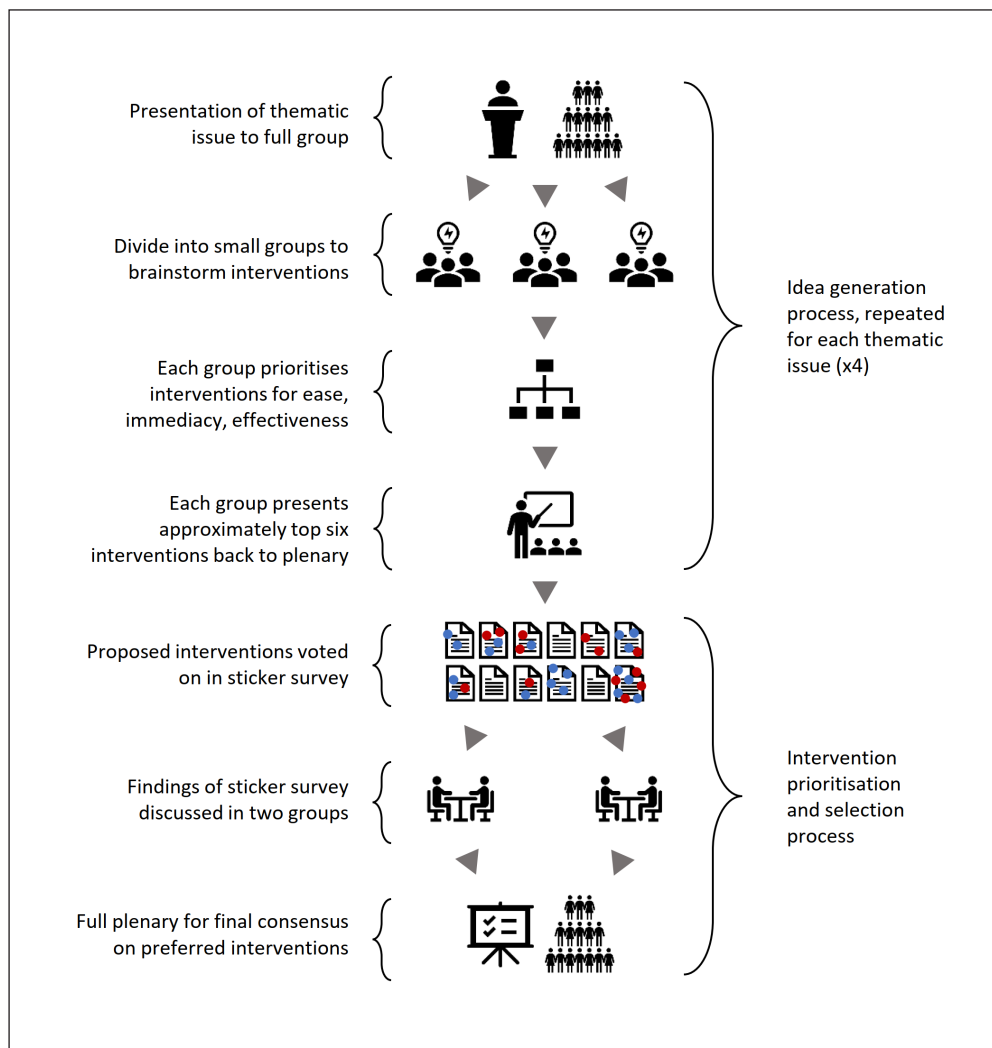 Presentation of thematic
issue to full group
Divide into small groups to
brainstorm interventions
Each group prioritises
interventions for ease,
immediacy, effectiveness
Each group presents
approximately top six
interventions back to plenary
Idea generation
process, repeated
for each thematic
issue (x4)
Proposed interventions voted
on in sticker survey
Findings of sticker survey
discussed in two groups
Full plenary for final consensus
on preferred interventions
Intervention
prioritisation
and selection
process